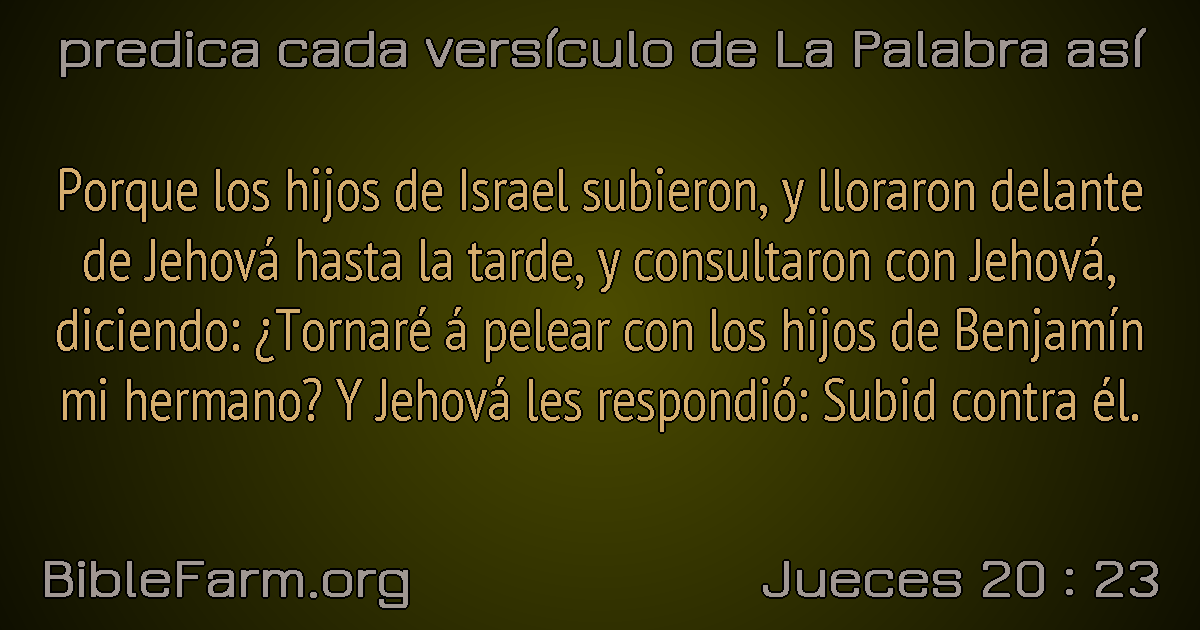 predica cada versículo de La Palabra así
Porque los hijos de Israel subieron, y lloraron delante
de Jehová hasta la tarde, y consultaron con Jehová,
diciendo: ¿Tornaré á pelear con los hijos de Benjamín
mi hermano? Y Jehová les respondió: Subid contra él.
BibleFarm.org
Jueces 20 : 23